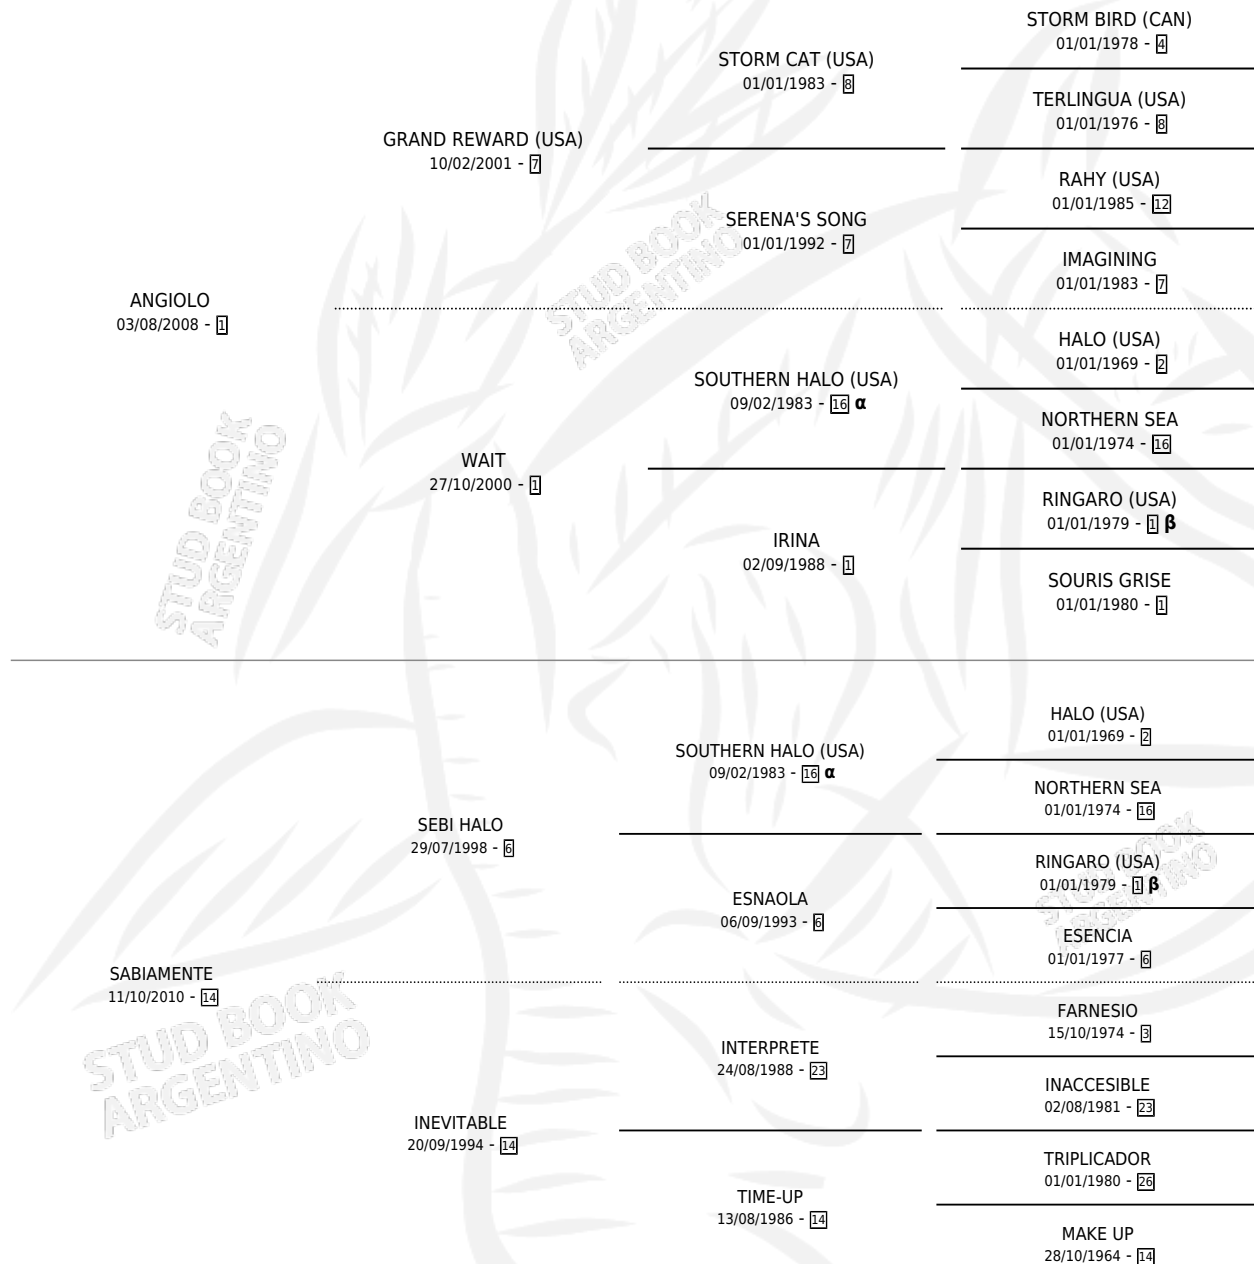 STORM BIRD (CAN)
01/01/1978 - 4
STORM CAT (USA)
01/01/1983 - 8
TERLINGUA (USA)
01/01/1976 - 8
GRAND REWARD (USA)
10/02/2001 - 7
RAHY (USA)
01/01/1985 - 12
SERENA'S SONG
01/01/1992 - 7
IMAGINING
01/01/1983 - 7
ANGIOLO
03/08/2008 - 1
HALO (USA)
01/01/1969 - 2
SOUTHERN HALO (USA)
09/02/1983 - 16 α
NORTHERN SEA
01/01/1974 - 16
WAIT
27/10/2000 - 1
RINGARO (USA)
01/01/1979 - 1 β
IRINA
02/09/1988 - 1
SOURIS GRISE
01/01/1980 - 1
STUD BOOK
ARGENTINO
STUD BOOK
ARGENTINO
HALO (USA)
01/01/1969 - 2
SOUTHERN HALO (USA)
09/02/1983 - 16 α
NORTHERN SEA
01/01/1974 - 16
SEBI HALO
29/07/1998 - 6
RINGARO (USA)
01/01/1979 - 1 β
ESNAOLA
06/09/1993 - 6
ESENCIA
01/01/1977 - 6
SABIAMENTE
11/10/2010 - 14
FARNESIO
15/10/1974 - 3
INTERPRETE
24/08/1988 - 23
INACCESIBLE
02/08/1981 - 23
INEVITABLE
20/09/1994 - 14
TRIPLICADOR
01/01/1980 - 26
TIME-UP
13/08/1986 - 14
MAKE UP
28/10/1964 - 14
STUD BOOK
ARGENTINO
STUD BOOK
ARGENTINO